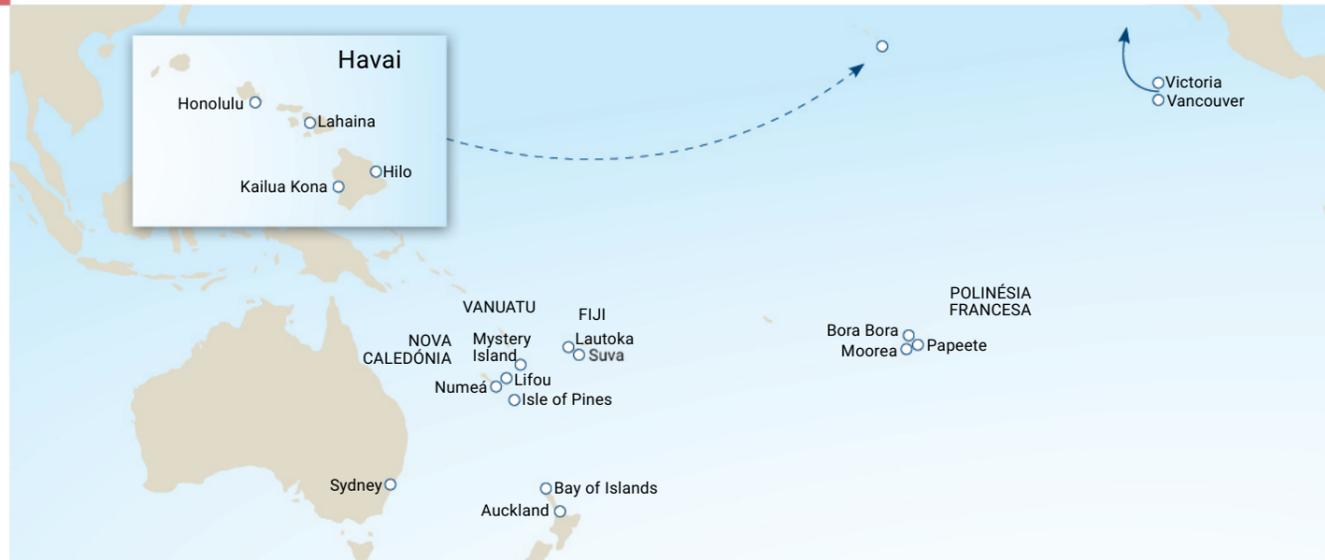 Havai
Honolulu
Lahaina
Hilo
Kailua Kona
Victoria
Vancouver
VANUATU
FIJI
POLINÉSIA
FRANCESA
NOVA
CALEDÓNIA
Mystery
Island
Lautoka
Suva
Bora Bora
Moorea
Papeete
Numeá
Lifou
Isle of Pines
Sydney
Bay of Islands
Auckland